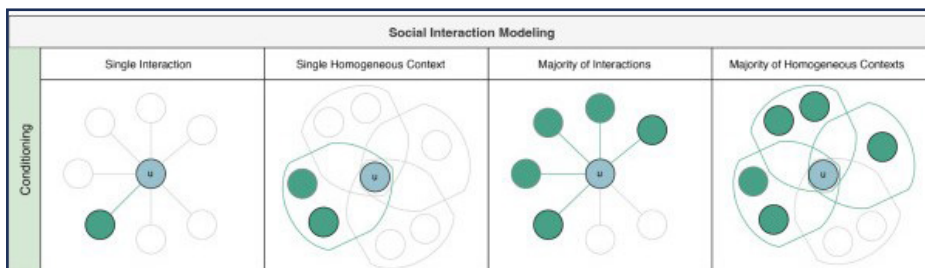 Social Interaction Modeling
Single Interaction
Single Homogeneous Context
Majority of Interactions
Majority of Homogeneous Contexts
Conditioning
u
u
u
u